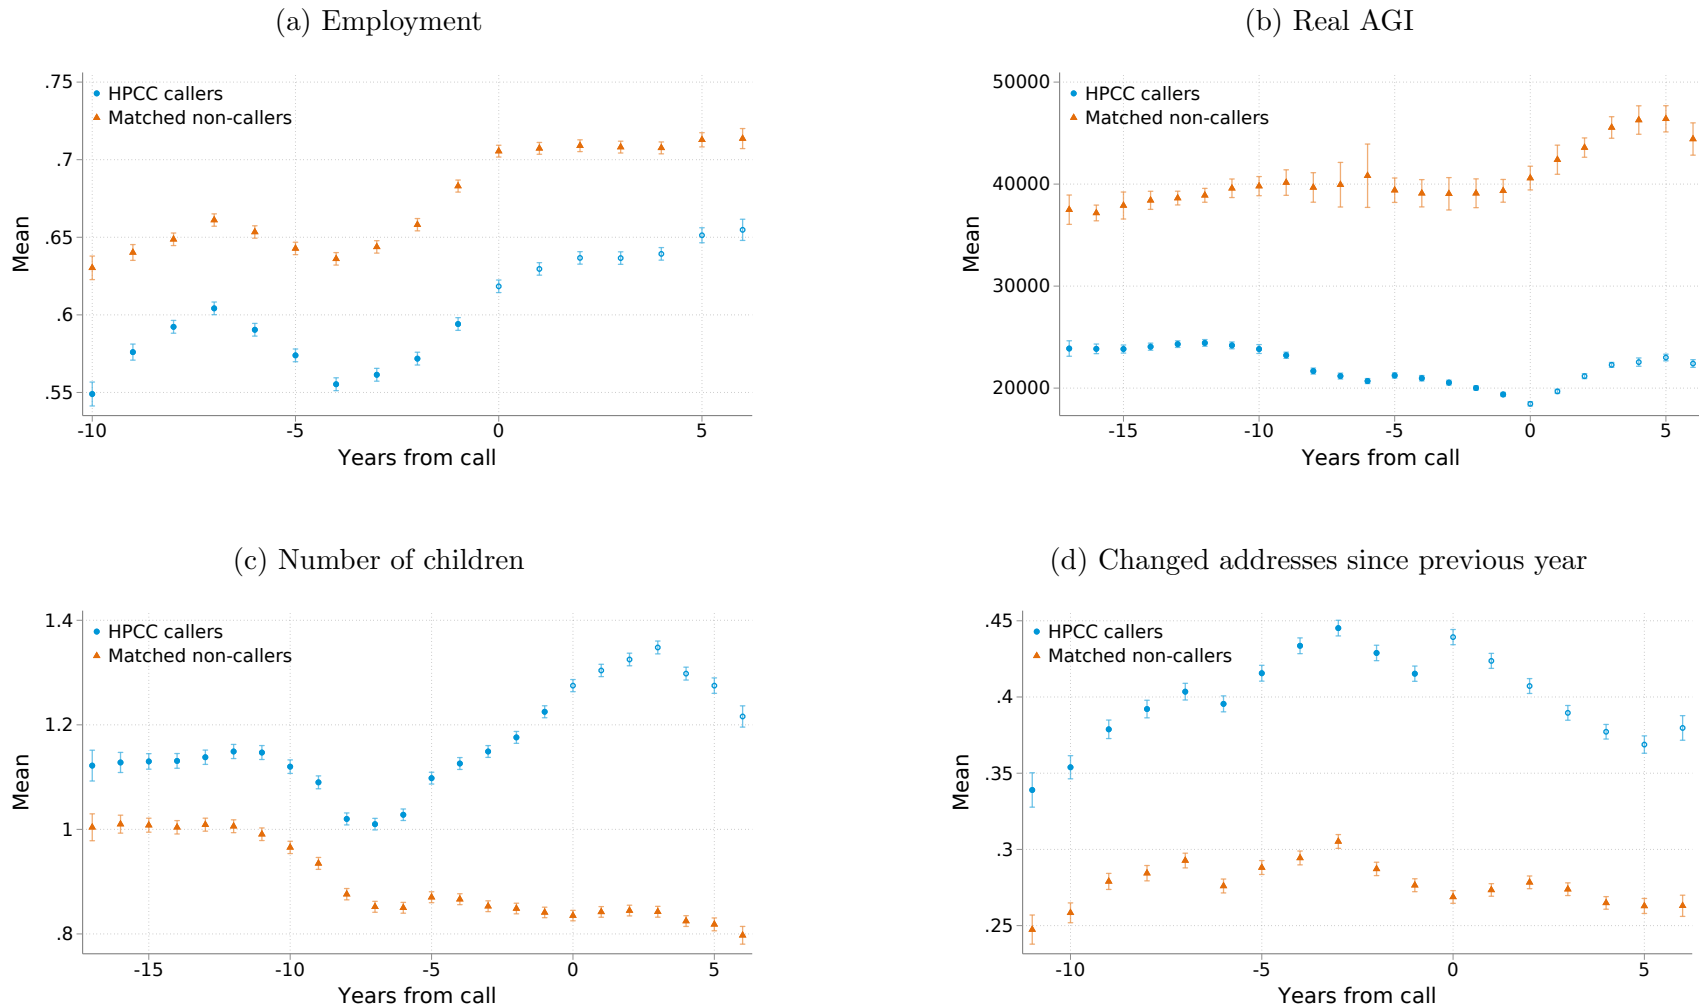 (a) Employment
.75
.7
.65
.6
.55
Mean
HPCC callers
Matched non-callers
-10 -5 0 5
Years from call
(b) Real AGI
50000
40000
30000
20000
Mean
HPCC callers
Matched non-callers
-15 -10 -5 0 5
Years from call
(c) Number of children
1.4
1.2
1
.8
Mean
HPCC callers
Matched non-callers
-15 -10 -5 0 5
Years from call
(d) Changed addresses since previous year
.45
.4
.35
.3
.25
Mean
HPCC callers
Matched non-callers
-10 -5 0 5
Years from call